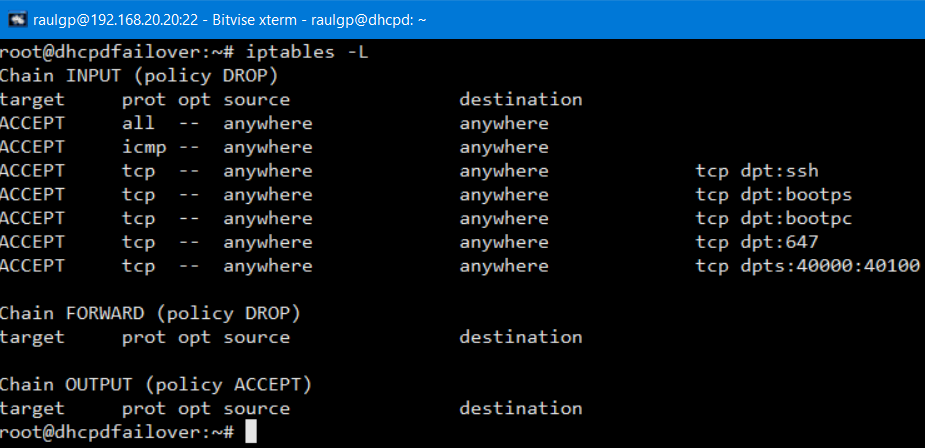 raulgp@192.168.20.20:22 - Bitvise xterm - raulgp@dhcpd: ~
root@dhcpdfailover:~# iptables -L
Chain INPUT (policy DROP)
target     prot opt source               destination
ACCEPT     all  --  anywhere             anywhere
ACCEPT     icmp --  anywhere             anywhere
ACCEPT     tcp  --  anywhere             anywhere             tcp dpt:ssh
ACCEPT     tcp  --  anywhere             anywhere             tcp dpt:bootps
ACCEPT     tcp  --  anywhere             anywhere             tcp dpt:bootpc
ACCEPT     tcp  --  anywhere             anywhere             tcp dpt:647
ACCEPT     tcp  --  anywhere             anywhere             tcp dpts:40000:40100
Chain FORWARD (policy DROP)
target     prot opt source               destination
Chain OUTPUT (policy ACCEPT)
target     prot opt source               destination
root@dhcpdfailover:~#